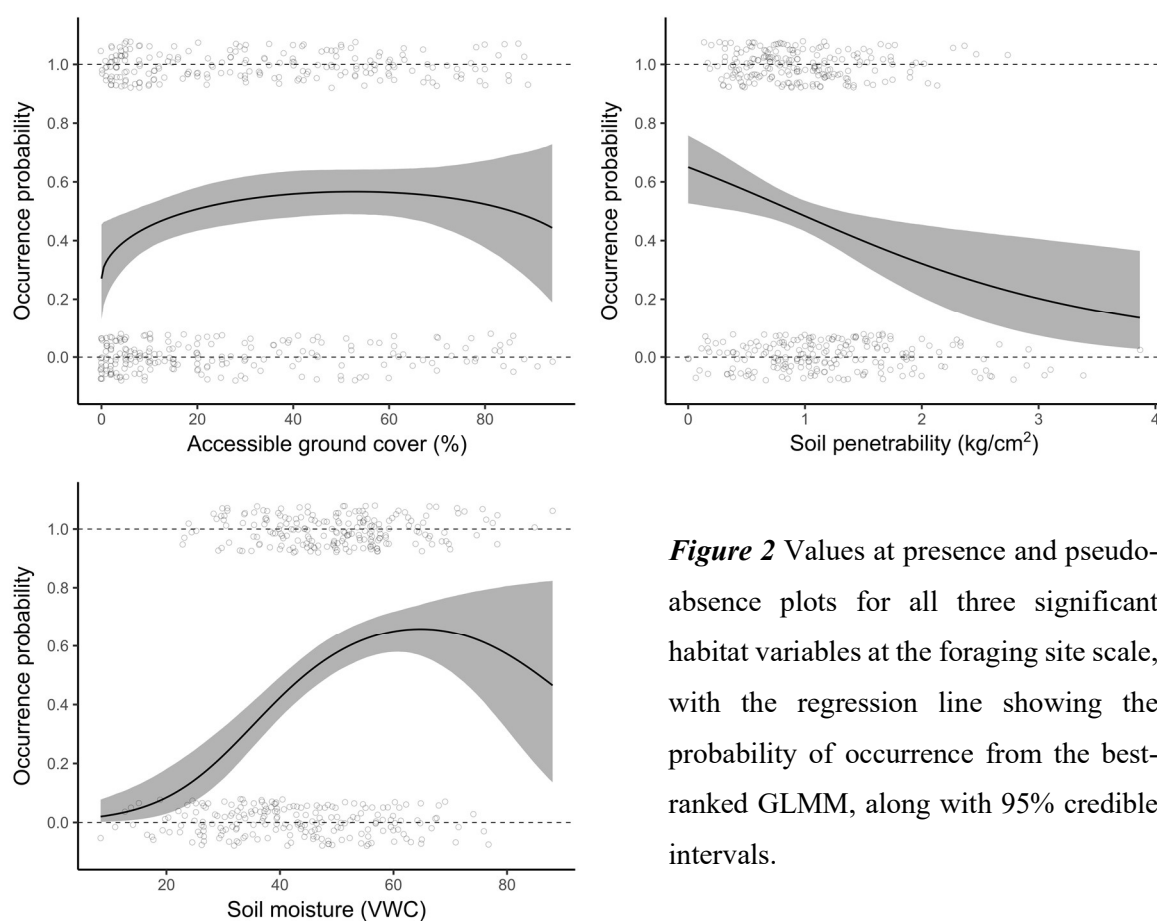 Occurrence probability
1.0
0.8
0.6
0.4
0.2
0.0
0 20 40 60 80
Accessible ground cover (%)
Occurrence probability
1.0
0.8
0.6
0.4
0.2
0.0
0 1 2 3 4
Soil penetrability (kg/cm²)
Occurrence probability
1.0
0.8
0.6
0.4
0.2
0.0
20 40 60 80
Soil moisture (VWC)
Figure 2 Values at presence and pseudo-
absence plots for all three significant
habitat variables at the foraging site scale,
with the regression line showing the
probability of occurrence from the best-
ranked GLMM, along with 95% credible
intervals.